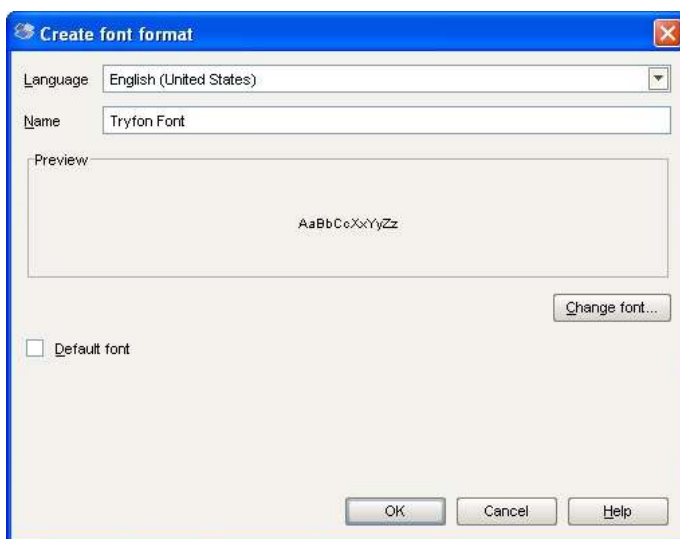 Create font format
Language English (United States)
Name Tryfon Font
Preview
AaBbCcXxYyZz
Change font...
Default font
OK Cancel Help